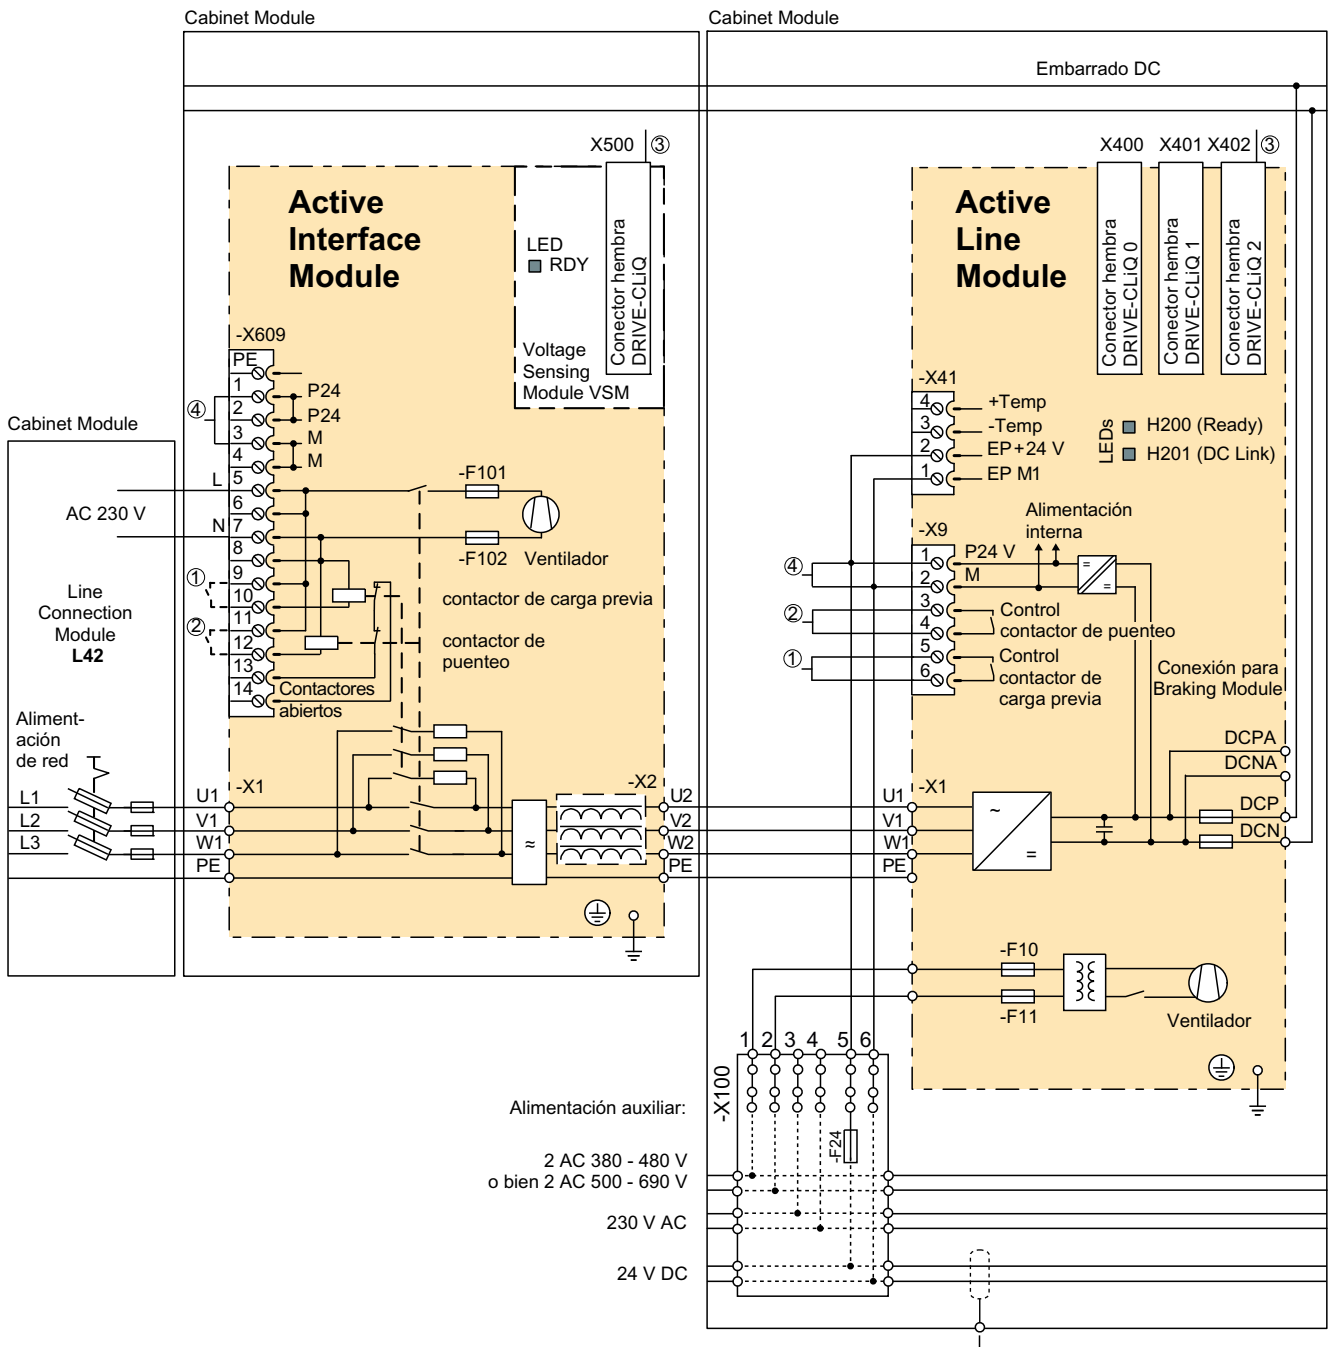 Cabinet Module
Cabinet Module
Embarrado DC
X500
③
X400
X401
X402
③
Active
Interface
Module
LED
RDY
Conector hembra
DRIVE-CLiQ
Voltage
Sensing
Module VSM
Active
Line
Module
Conector hembra
DRIVE-CLiQ 0
Conector hembra
DRIVE-CLiQ 1
Conector hembra
DRIVE-CLiQ 2
-X609
PE
1
2
3
4
5
6
7
8
9
10
11
12
13
14
P24
P24
M
M
④
L
N
①
②
-F101
-F102
Ventilador
contactor de carga previa
contactor de
puenteo
Contactores
abiertos
Cabinet Module
AC 230 V
Line
Connection
Module
L42
Aliment-
ación
de red
L1
L2
L3
U1
V1
W1
PE
-X1
≈
-X2
U2
V2
W2
PE
-X41
4
3
2
1
+Temp
-Temp
EP +24 V
EP M1
LEDs
H200 (Ready)
H201 (DC Link)
Alimentación
interna
-X9
1
2
3
4
5
6
P24 V
M
=
=
④
②
①
Control
contactor de puenteo
Control
contactor de
carga previa
Conexión para
Braking Module
DCPA
DCNA
DCP
DCN
U1
V1
W1
PE
-X1
~
=
-F10
-F11
Ventilador
1
2
3
4
5
6
-X100
-F24
Alimentación auxiliar:
2 AC 380 - 480 V
o bien 2 AC 500 - 690 V
230 V AC
24 V DC